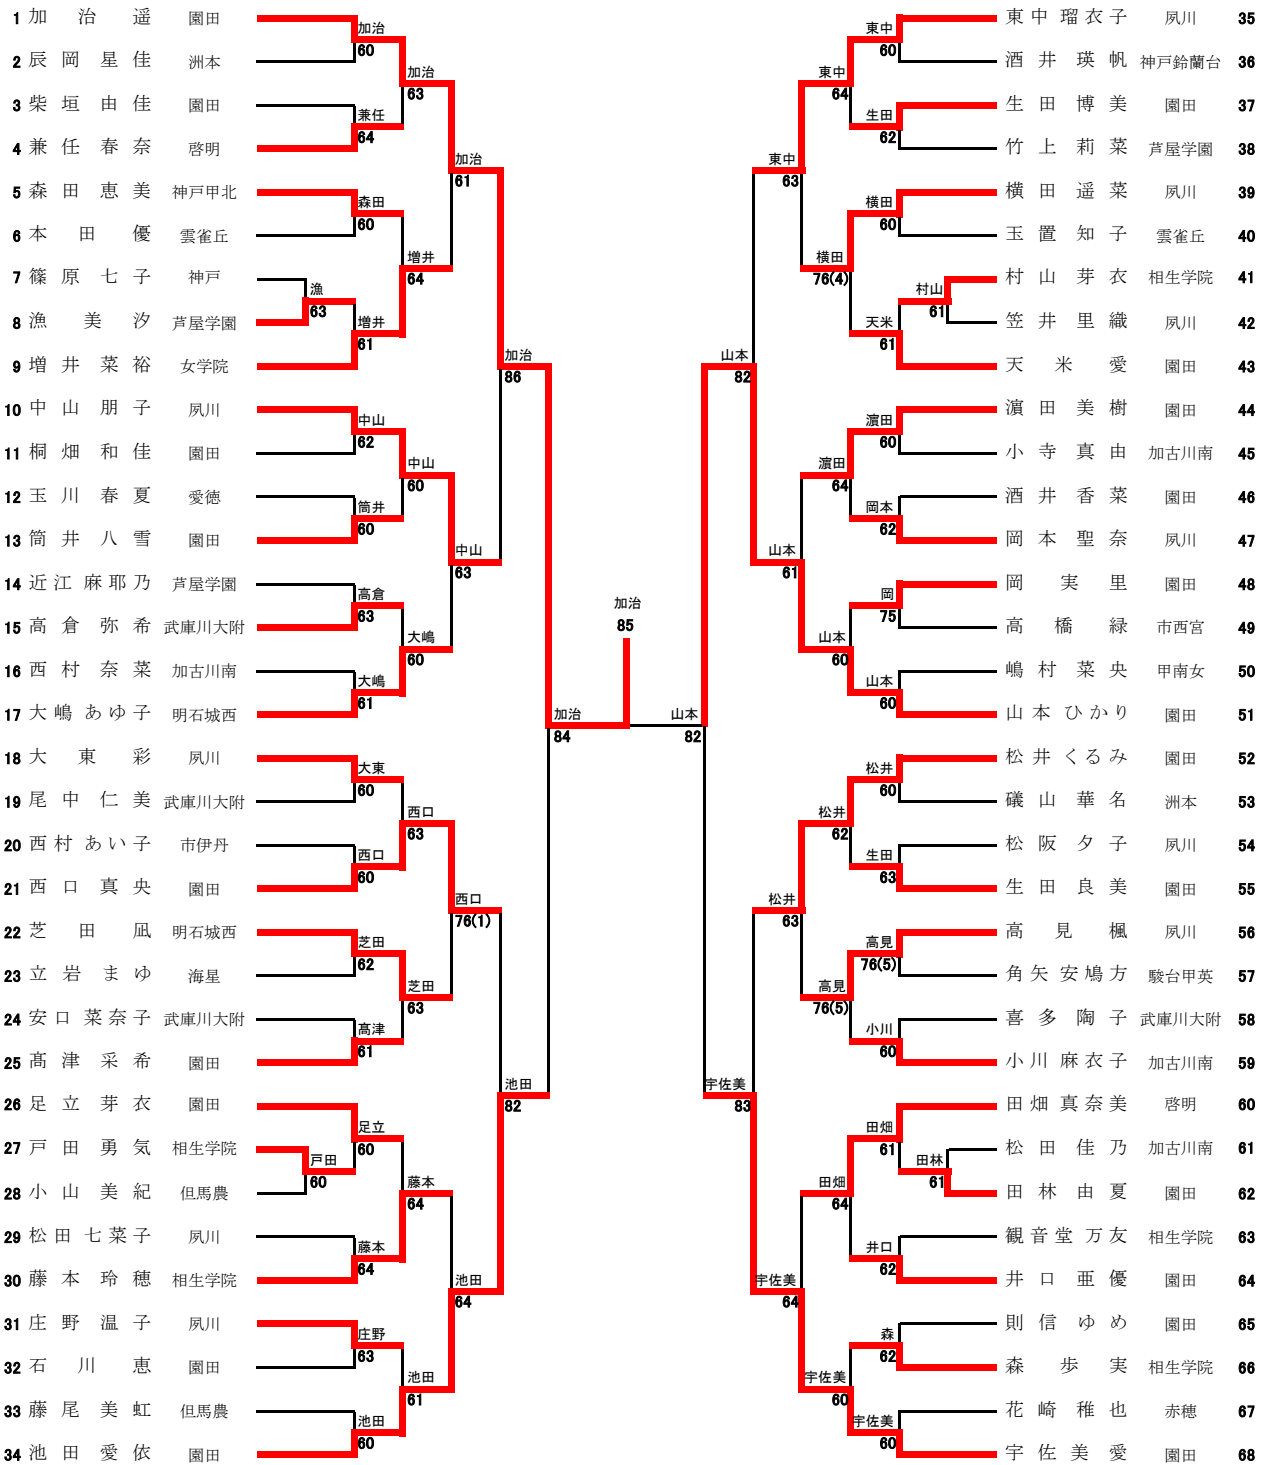 1 加治遥 園田
2 辰岡星佳 洲本
3 柴垣由佳 園田
4 兼任春奈 啓明
5 森田恵美 神戸甲北
6 本田優 雲雀丘
7 篠原七子 神戸
8 漁美汐 芦屋学園
9 増井菜裕 女学院
10 中山朋子 夙川
11 桐畑和佳 園田
12 玉川春夏 愛徳
13 筒井八雪 園田
14 近江麻耶乃 芦屋学園
15 高倉弥希 武庫川大附
16 西村奈菜 加古川南
17 大嶋あゆ子 明石城西
18 大東彩 夙川
19 尾中仁美 武庫川大附
20 西村あい子 市伊丹
21 西口真央 園田
22 芝田凪 明石城西
23 立岩まゆ 海星
24 安口菜奈子 武庫川大附
25 髙津采希 園田
26 足立芽衣 園田
27 戸田勇気 相生学院
28 小山美紀 但馬農
29 松田七菜子 夙川
30 藤本玲穂 相生学院
31 庄野温子 夙川
32 石川恵 園田
33 藤尾美虹 但馬農
34 池田愛依 園田
加治
60
兼任
64
森田
60
漁
63
増井
61
中山
62
筒井
60
高倉
63
大嶋
61
大東
60
西口
60
芝田
62
髙津
61
戸田
60
足立
60
藤本
64
庄野
63
池田
60
加治
63
増井
64
中山
60
大嶋
60
西口
63
芝田
63
藤本
64
池田
61
加治
61
中山
63
西口
76(1)
池田
64
加治
86
池田
82
加治
84
加治
85
山本
82
山本
82
宇佐美
83
東中
63
山本
61
松井
63
宇佐美
64
東中
64
横田
76(4)
濵田
64
山本
60
松井
62
高見
76(5)
田畑
64
宇佐美
60
東中
60
生田
62
横田
60
村山
61
天米
61
濵田
60
岡本
62
岡
75
山本
60
松井
60
生田
63
高見
76(5)
小川
60
田畑
61
田林
61
井口
62
森
62
宇佐美
60
東中瑠衣子 夙川 35
酒井瑛帆 神戸鈴蘭台 36
生田博美 園田 37
竹上莉菜 芦屋学園 38
横田遥菜 夙川 39
玉置知子 雲雀丘 40
村山芽衣 相生学院 41
笠井里織 夙川 42
天米愛 園田 43
濵田美樹 園田 44
小寺真由 加古川南 45
酒井香菜 園田 46
岡本聖奈 夙川 47
岡実里 園田 48
高橋緑 市西宮 49
嶋村菜央 甲南女 50
山本ひかり 園田 51
松井くるみ 園田 52
礒山華名 洲本 53
松阪夕子 夙川 54
生田良美 園田 55
高見楓 夙川 56
角矢安鳩方 駿台甲英 57
喜多陶子 武庫川大附 58
小川麻衣子 加古川南 59
田畑真奈美 啓明 60
松田佳乃 加古川南 61
田林由夏 園田 62
観音堂万友 相生学院 63
井口亜優 園田 64
則信ゆめ 園田 65
森歩実 相生学院 66
花崎稚也 赤穂 67
宇佐美愛 園田 68